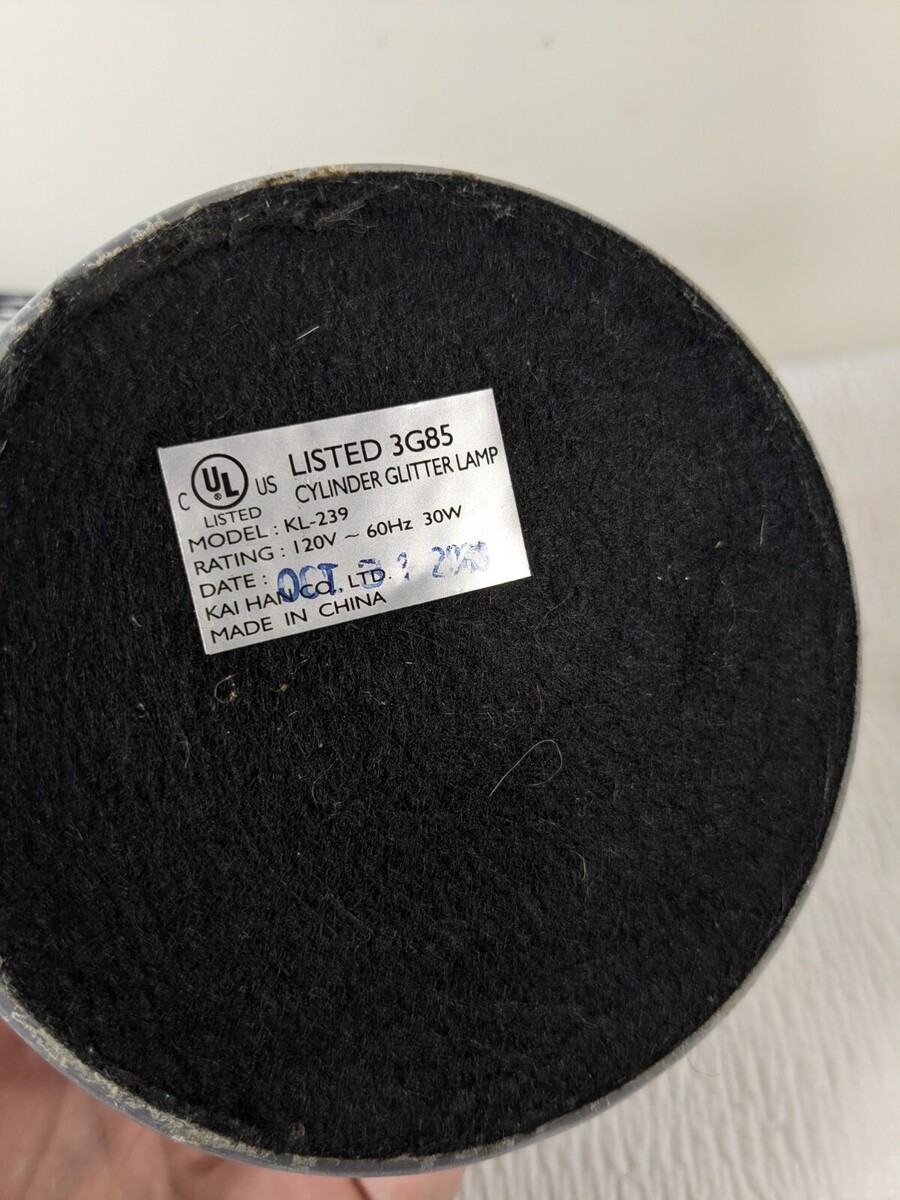 LISTED 3G85
CYLINDER GLITTER LAMP
C UL ® US
LISTED
MODEL : KL-239
RATING : 120V ~ 60Hz 30W
DATE : OCT
KAI HAN CO., LTD.
MADE IN CHINA